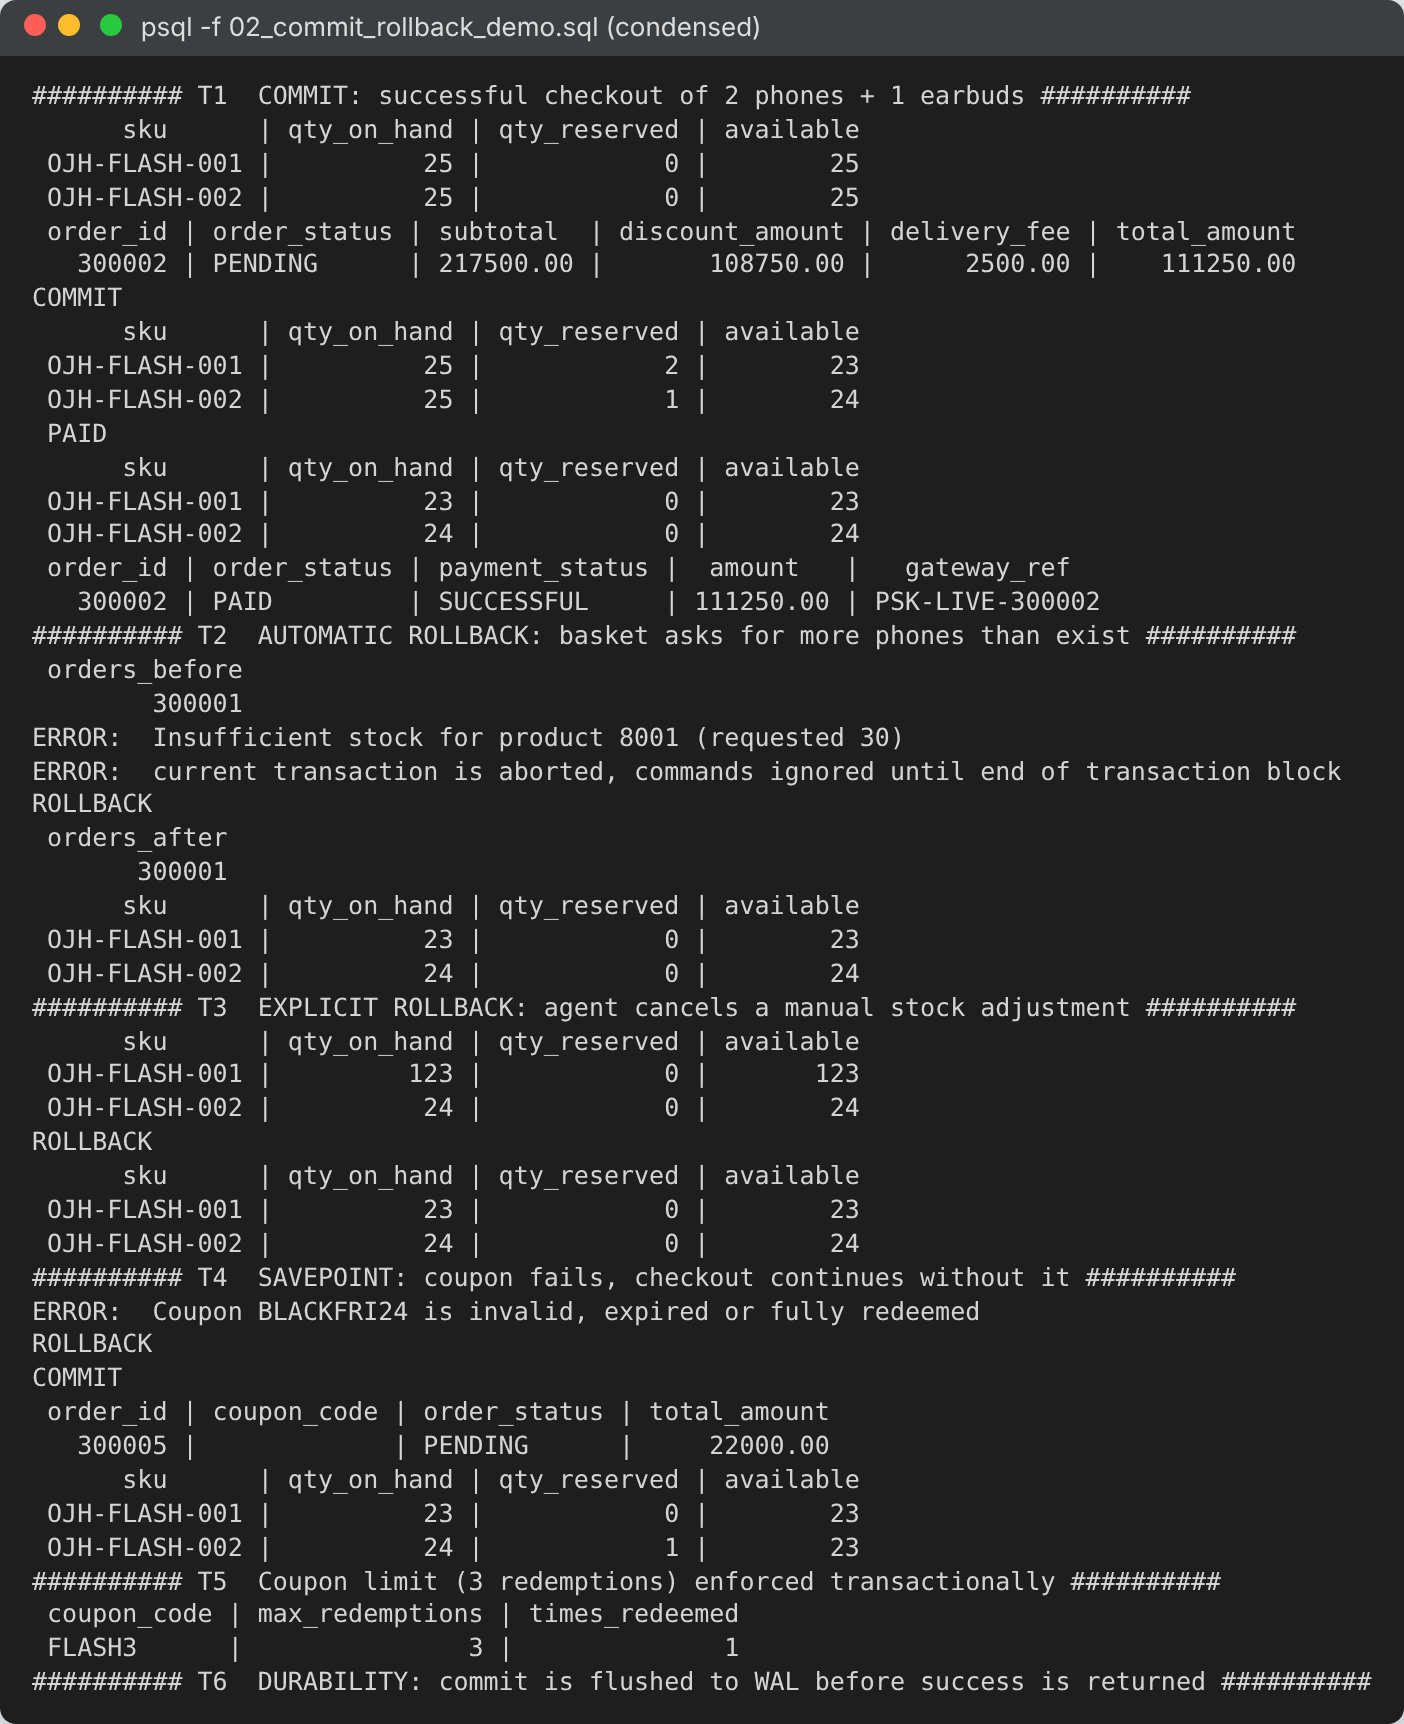 psql -f 02_commit_rollback_demo.sql (condensed)
########## T1  COMMIT: successful checkout of 2 phones + 1 earbuds ##########
      sku      | qty_on_hand | qty_reserved | available
 OJH-FLASH-001 |          25 |            0 |        25
 OJH-FLASH-002 |          25 |            0 |        25
 order_id | order_status | subtotal  | discount_amount | delivery_fee | total_amount
   300002 | PENDING      | 217500.00 |       108750.00 |      2500.00 |    111250.00
COMMIT
      sku      | qty_on_hand | qty_reserved | available
 OJH-FLASH-001 |          25 |            2 |        23
 OJH-FLASH-002 |          25 |            1 |        24
 PAID
      sku      | qty_on_hand | qty_reserved | available
 OJH-FLASH-001 |          23 |            0 |        23
 OJH-FLASH-002 |          24 |            0 |        24
 order_id | order_status | payment_status |  amount   |   gateway_ref
   300002 | PAID         | SUCCESSFUL     | 111250.00 | PSK-LIVE-300002
########## T2  AUTOMATIC ROLLBACK: basket asks for more phones than exist ##########
 orders_before
        300001
ERROR:  Insufficient stock for product 8001 (requested 30)
ERROR:  current transaction is aborted, commands ignored until end of transaction block
ROLLBACK
 orders_after
       300001
      sku      | qty_on_hand | qty_reserved | available
 OJH-FLASH-001 |          23 |            0 |        23
 OJH-FLASH-002 |          24 |            0 |        24
########## T3  EXPLICIT ROLLBACK: agent cancels a manual stock adjustment ##########
      sku      | qty_on_hand | qty_reserved | available
 OJH-FLASH-001 |         123 |            0 |       123
 OJH-FLASH-002 |          24 |            0 |        24
ROLLBACK
      sku      | qty_on_hand | qty_reserved | available
 OJH-FLASH-001 |          23 |            0 |        23
 OJH-FLASH-002 |          24 |            0 |        24
########## T4  SAVEPOINT: coupon fails, checkout continues without it ##########
ERROR:  Coupon BLACKFRI24 is invalid, expired or fully redeemed
ROLLBACK
COMMIT
 order_id | coupon_code | order_status | total_amount
   300005 |             | PENDING      |     22000.00
      sku      | qty_on_hand | qty_reserved | available
 OJH-FLASH-001 |          23 |            0 |        23
 OJH-FLASH-002 |          24 |            1 |        23
########## T5  Coupon limit (3 redemptions) enforced transactionally ##########
 coupon_code | max_redemptions | times_redeemed
 FLASH3      |               3 |              1
########## T6  DURABILITY: commit is flushed to WAL before success is returned ##########